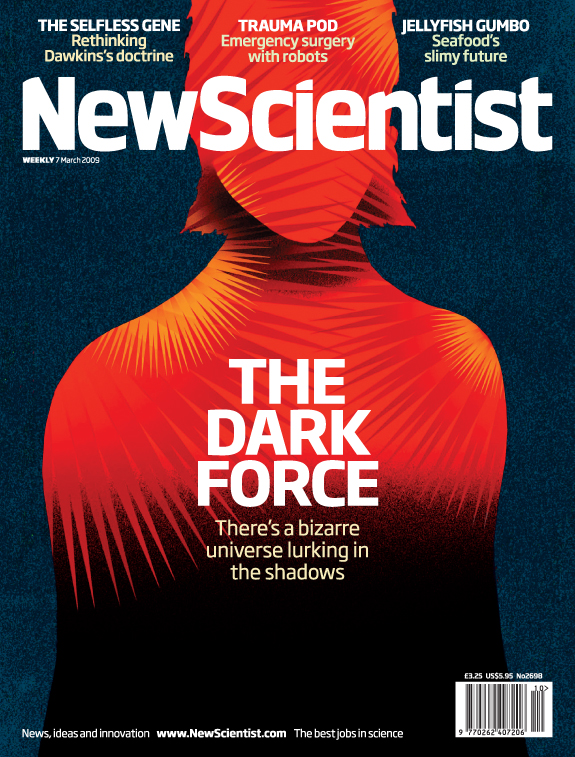 THE SELFLESS GENE
Rethinking
Dawkins's doctrine
TRAUMA POD
Emergency surgery
with robots
JELLYFISH GUMBO
Seafood's
slimy future
NewScientist
WEEKLY 7 March 2009
THE
DARK
FORCE
There's a bizarre
universe lurking in
the shadows
£3.25 US$5.95 No2698
10>
9 770262 407206
News, ideas and innovation www.NewScientist.com The best jobs in science